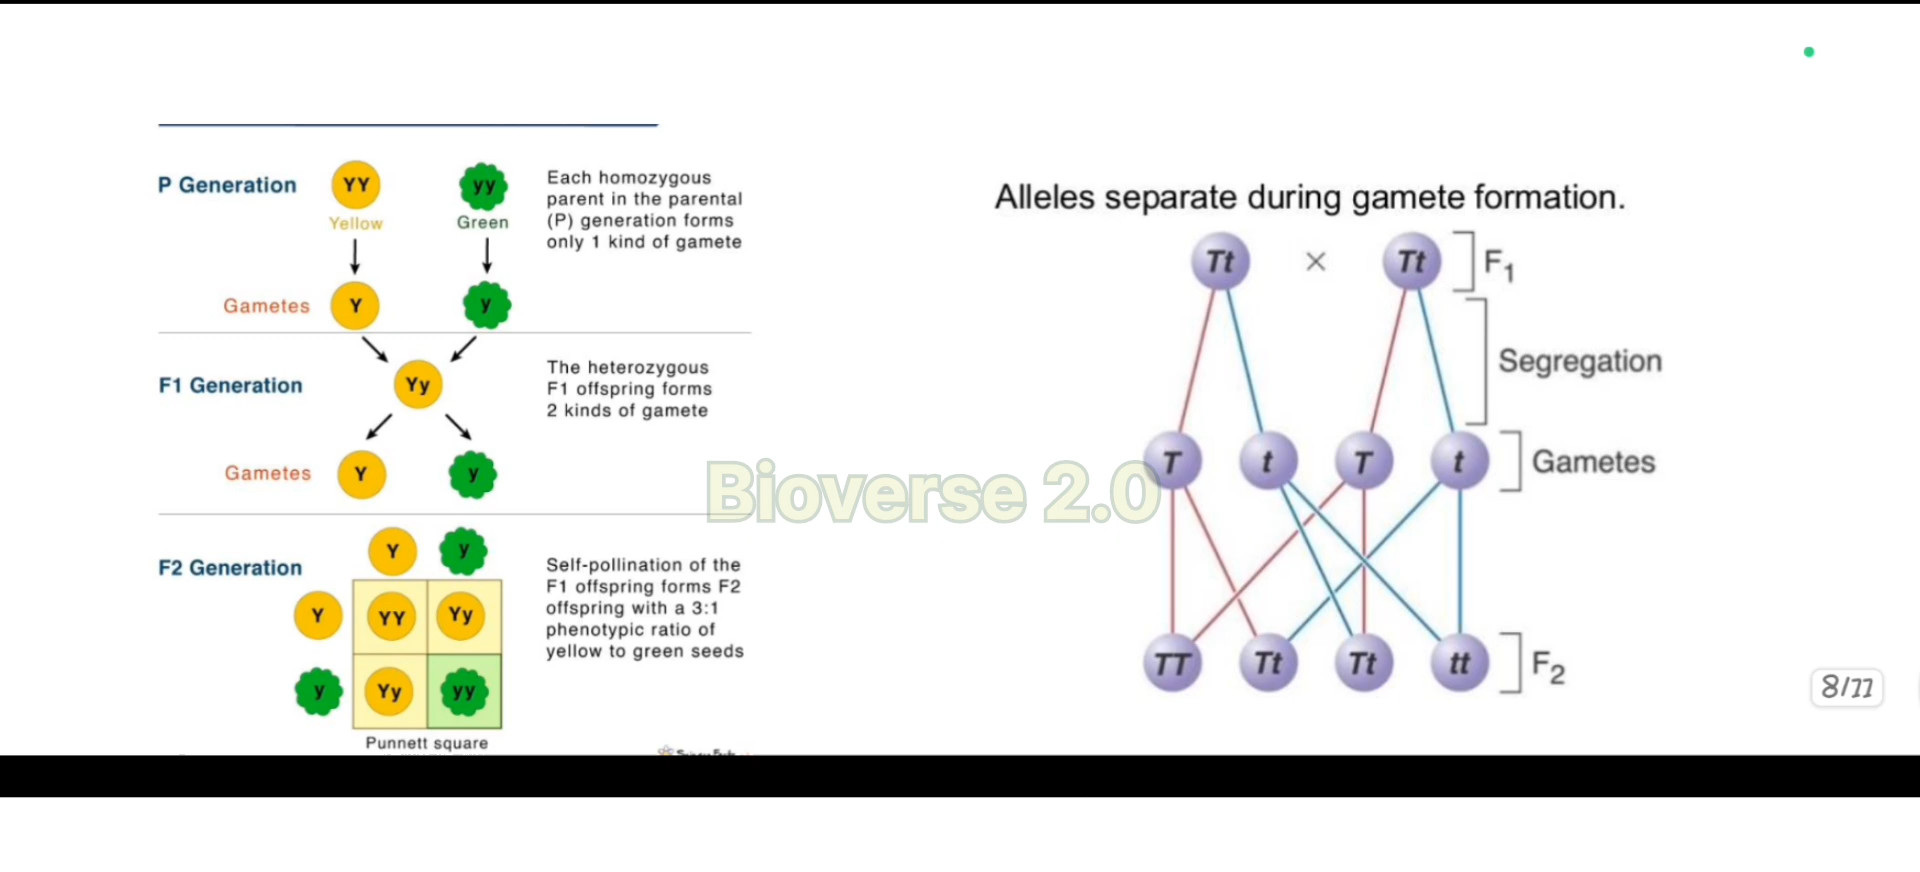 P Generation
YY
yy
Yellow
Green
Each homozygous
parent in the parental
(P) generation forms
only 1 kind of gamete
Gametes
Y
y
F1 Generation
Yy
The heterozygous
F1 offspring forms
2 kinds of gamete
Gametes
Y
y
F2 Generation
Y
y
Y
YY
Yy
y
Yy
yy
Self-pollination of the
F1 offspring forms F2
offspring with a 3:1
phenotypic ratio of
yellow to green seeds
Punnett square
Bioverse 2.0
Alleles separate during gamete formation.
Tt × Tt F1
Segregation
T t T t Gametes
TT Tt Tt tt F2